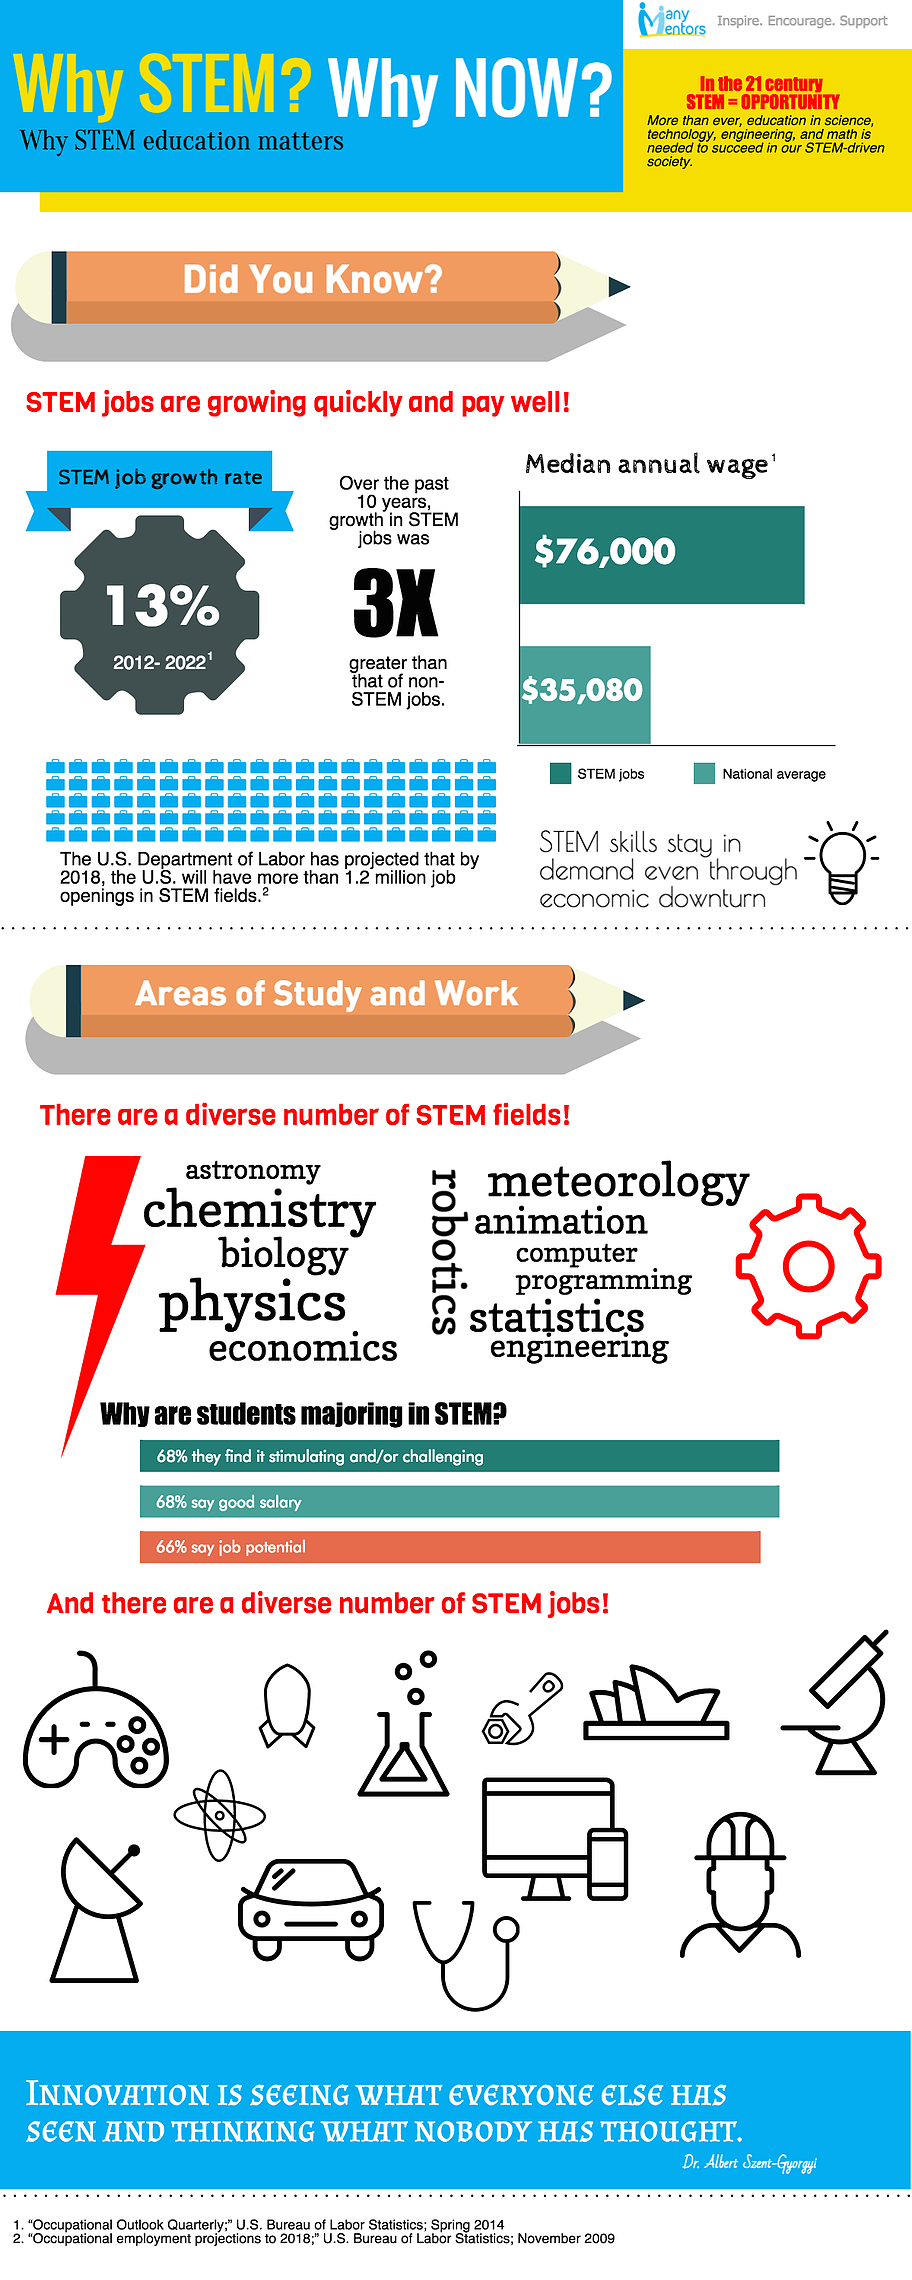 Many Mentors
Inspire. Encourage. Support
Why STEM? Why NOW?
Why STEM education matters
In the 21 century
STEM = OPPORTUNITY
More than ever, education in science,
technology, engineering, and math is
needed to succeed in our STEM-driven
society.
Did You Know?
STEM jobs are growing quickly and pay well!
STEM job growth rate
13%
2012- 2022¹
Over the past
10 years,
growth in STEM
jobs was
3X
greater than
that of non-
STEM jobs.
Median annual wage¹
$76,000
$35,080
STEM jobs
National average
The U.S. Department of Labor has projected that by
2018, the U.S. will have more than 1.2 million job
openings in STEM fields.²
STEM skills stay in
demand even through
economic downturn
Areas of Study and Work
There are a diverse number of STEM fields!
astronomy
chemistry
biology
physics
economics
robotics
meteorology
animation
computer
programming
statistics
engineering
Why are students majoring in STEM?
68% they find it stimulating and/or challenging
68% say good salary
66% say job potential
And there are a diverse number of STEM jobs!
INNOVATION IS SEEING WHAT EVERYONE ELSE HAS
SEEN AND THINKING WHAT NOBODY HAS THOUGHT.
Dr. Albert Szent-Gyorgyi
1. “Occupational Outlook Quarterly;” U.S. Bureau of Labor Statistics; Spring 2014
2. “Occupational employment projections to 2018;” U.S. Bureau of Labor Statistics; November 2009